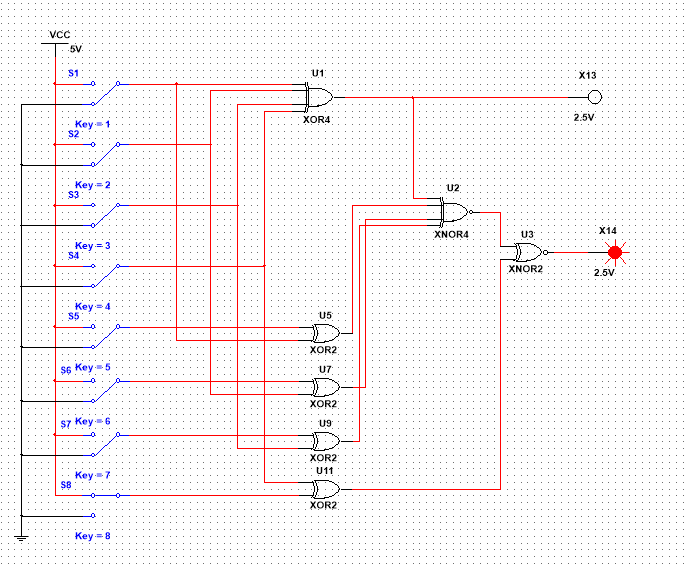 VCC
5V
S1
Key = 1
S2
Key = 2
S3
Key = 3
S4
Key = 4
S5
Key = 5
S6
Key = 6
S7
Key = 7
S8
Key = 8
U1
XOR4
X13
2.5V
U2
XNOR4
U3
XNOR2
X14
2.5V
U5
XOR2
U7
XOR2
U9
XOR2
U11
XOR2